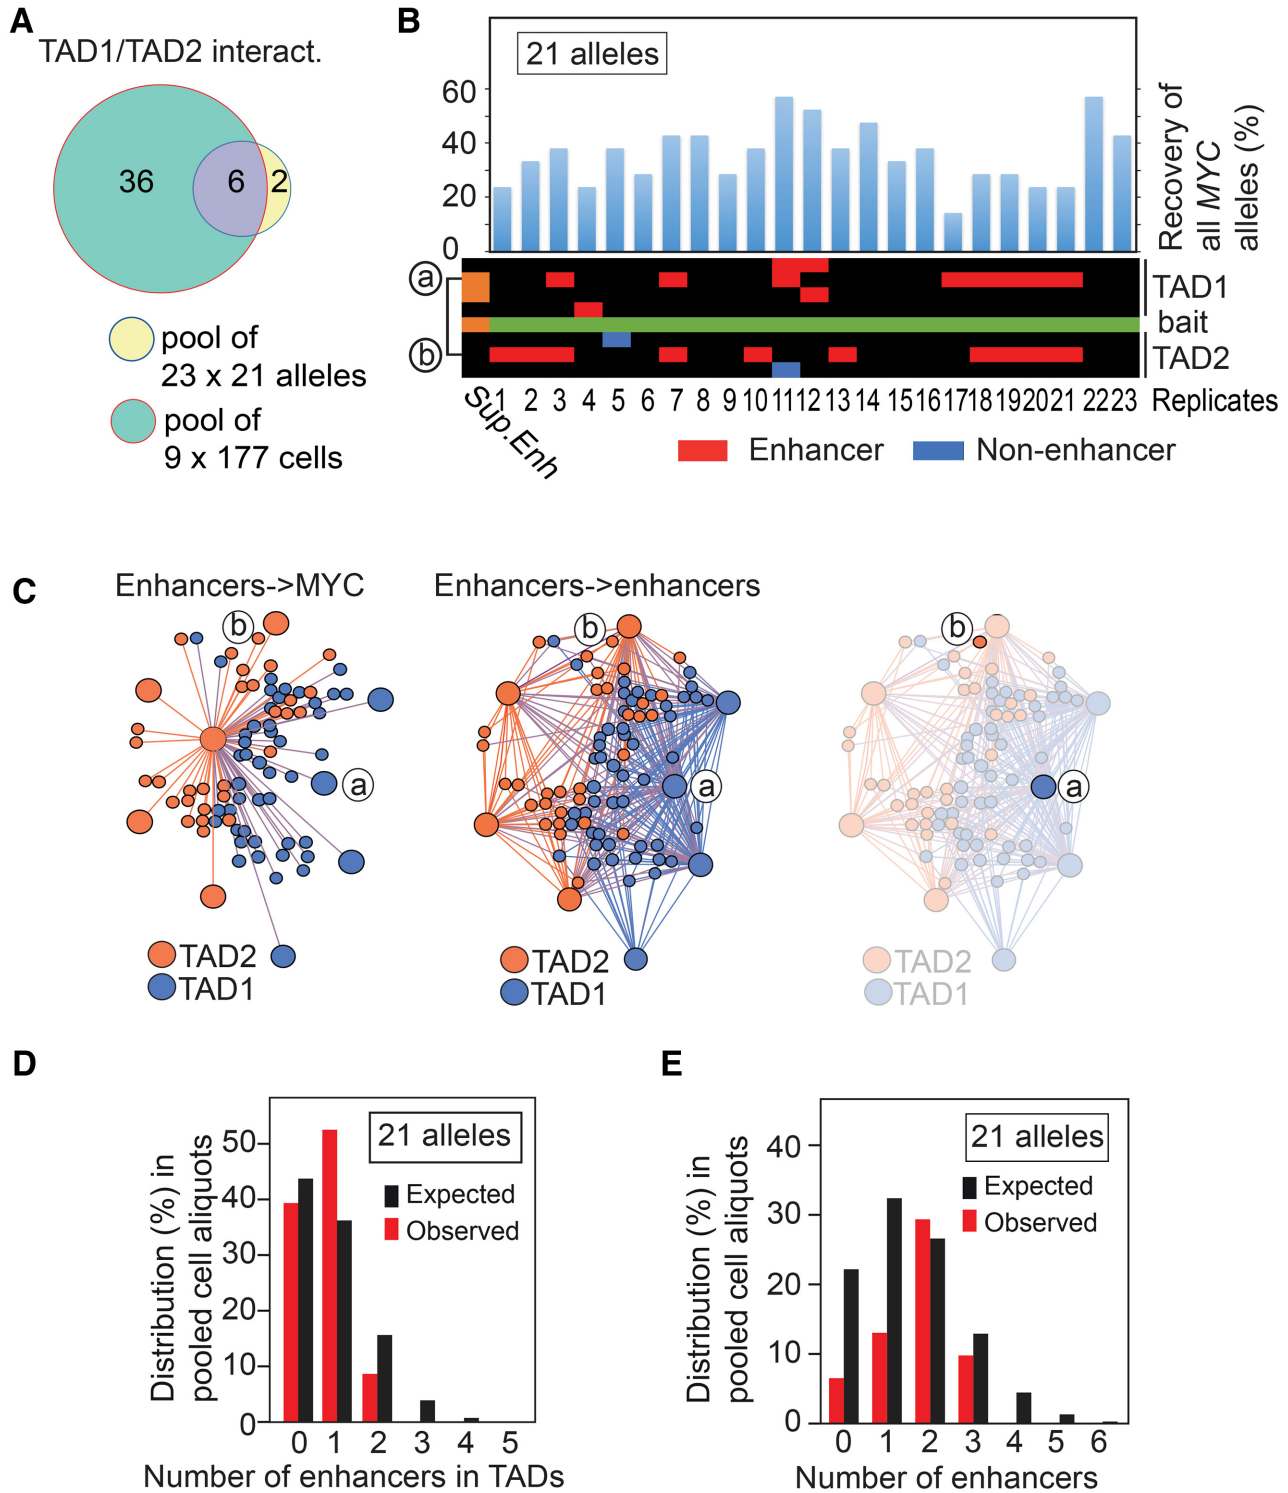 A
TAD1/TAD2 interact.
36
6
2
pool of
23 x 21 alleles
pool of
9 x 177 cells
B
21 alleles
60
40
20
0
Recovery of
all MYC
alleles (%)
a
b
TAD1
bait
TAD2
Sup.Enh
1 2 3 4 5 6 7 8 9 10 11 12 13 14 15 16 17 18 19 20 21 22 23
Replicates
Enhancer
Non-enhancer
C
Enhancers->MYC
b
a
TAD2
TAD1
Enhancers->enhancers
b
a
TAD2
TAD1
b
a
TAD2
TAD1
D
21 alleles
Expected
Observed
Distribution (%) in
pooled cell aliquots
50
40
30
20
10
0
0 1 2 3 4 5
Number of enhancers in TADs
E
21 alleles
Expected
Observed
Distribution (%) in
pooled cell aliquots
40
30
20
10
0
0 1 2 3 4 5 6
Number of enhancers